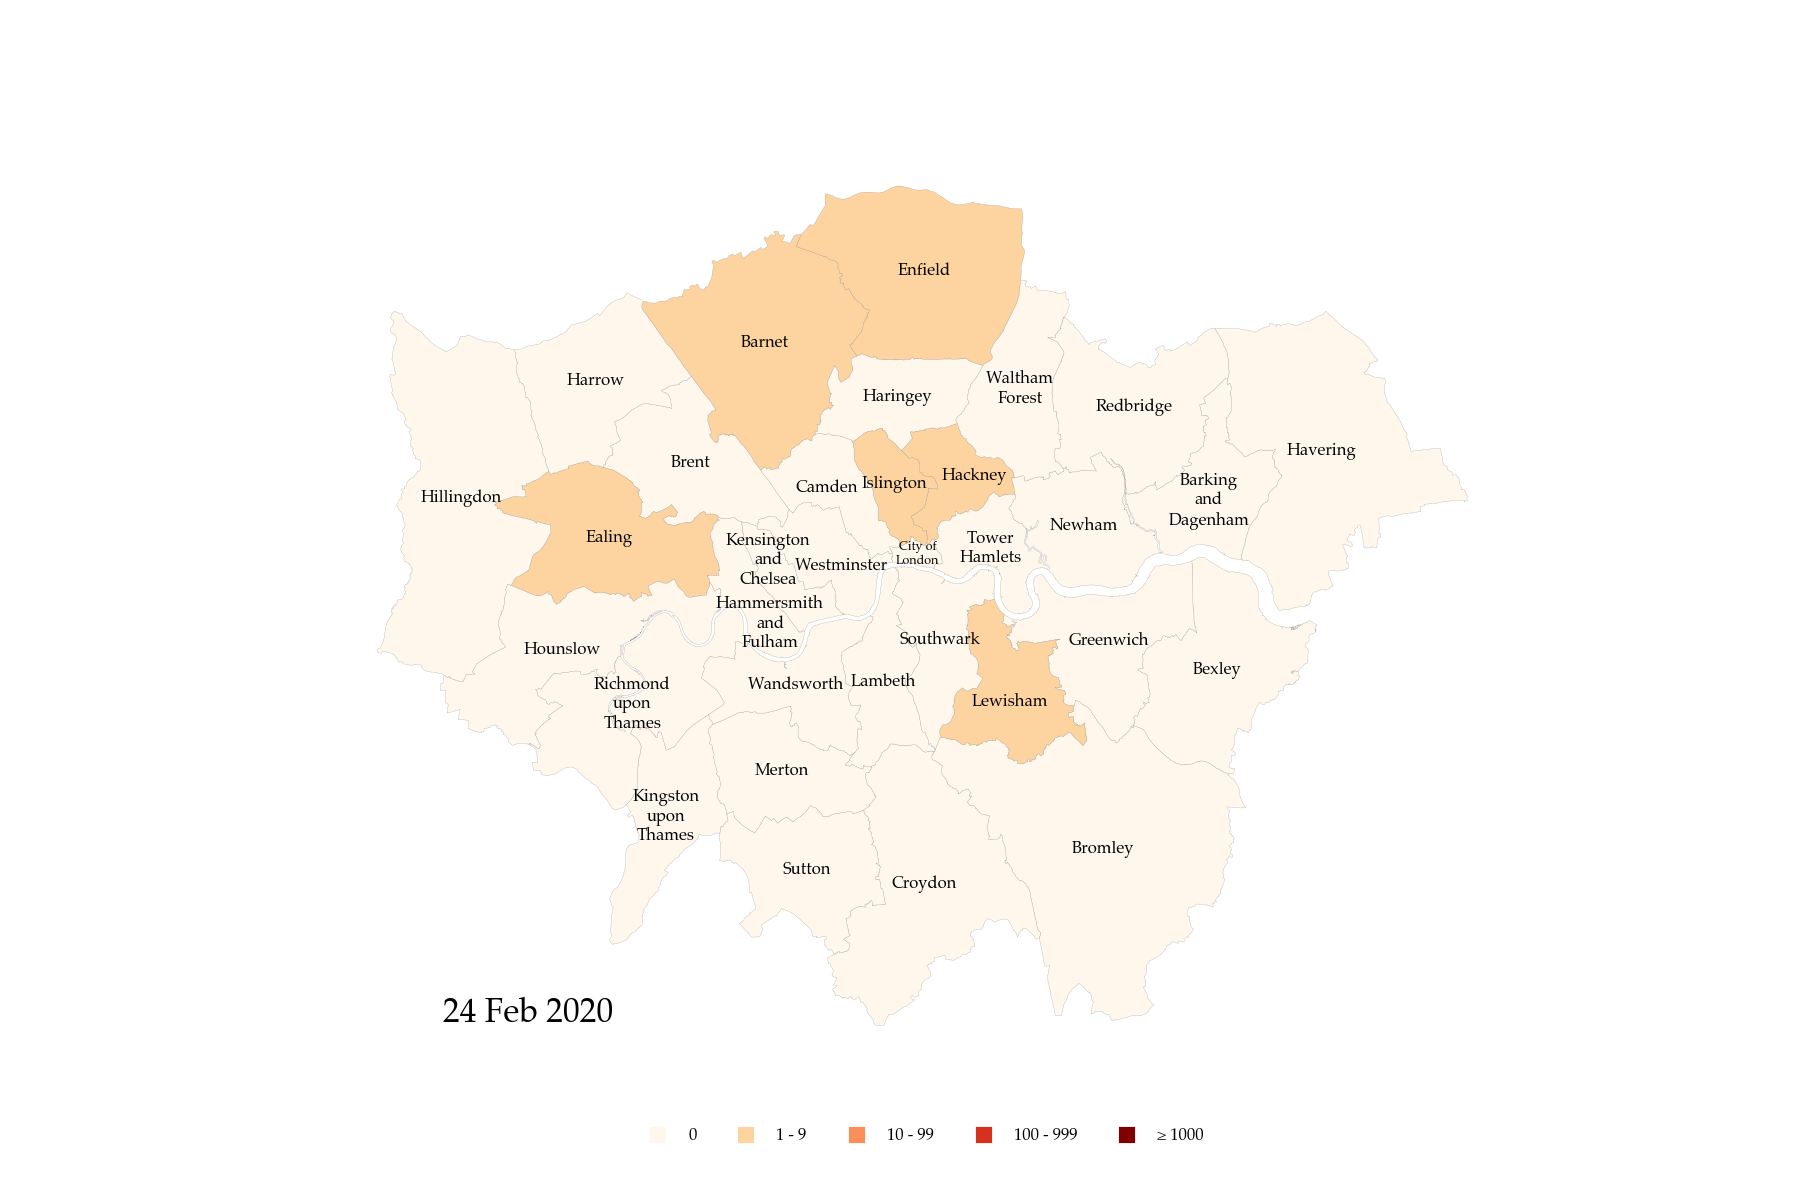 Enfield
Barnet
Harrow
Haringey
Waltham
Forest
Redbridge
Havering
Brent
Hillingdon
Camden
Islington
Hackney
Barking
and
Dagenham
Ealing
Newham
Kensington
and
Chelsea
Westminster
City of
London
Tower
Hamlets
Hammersmith
and
Fulham
Hounslow
Southwark
Greenwich
Bexley
Richmond
upon
Thames
Wandsworth
Lambeth
Lewisham
Merton
Kingston
upon
Thames
Bromley
Sutton
Croydon
24 Feb 2020
0
1 - 9
10 - 99
100 - 999
≥ 1000